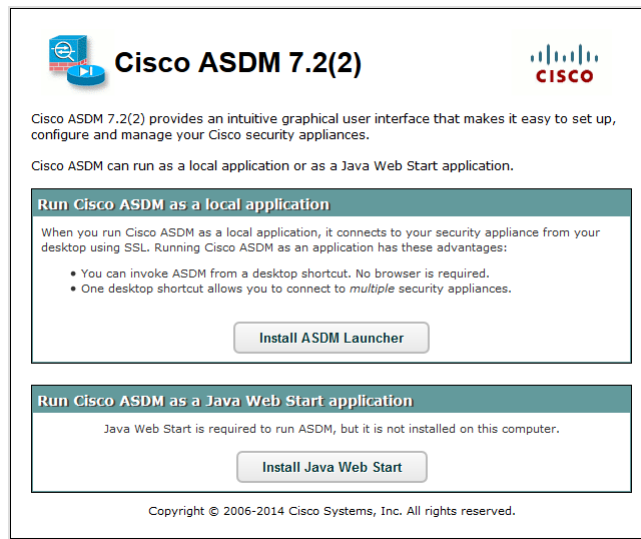 Cisco ASDM 7.2(2)
CISCO
Cisco ASDM 7.2(2) provides an intuitive graphical user interface that makes it easy to set up,
configure and manage your Cisco security appliances.
Cisco ASDM can run as a local application or as a Java Web Start application.
Run Cisco ASDM as a local application
When you run Cisco ASDM as a local application, it connects to your security appliance from your
desktop using SSL. Running Cisco ASDM as an application has these advantages:
• You can invoke ASDM from a desktop shortcut. No browser is required.
• One desktop shortcut allows you to connect to multiple security appliances.
Install ASDM Launcher
Run Cisco ASDM as a Java Web Start application
Java Web Start is required to run ASDM, but it is not installed on this computer.
Install Java Web Start
Copyright © 2006-2014 Cisco Systems, Inc. All rights reserved.